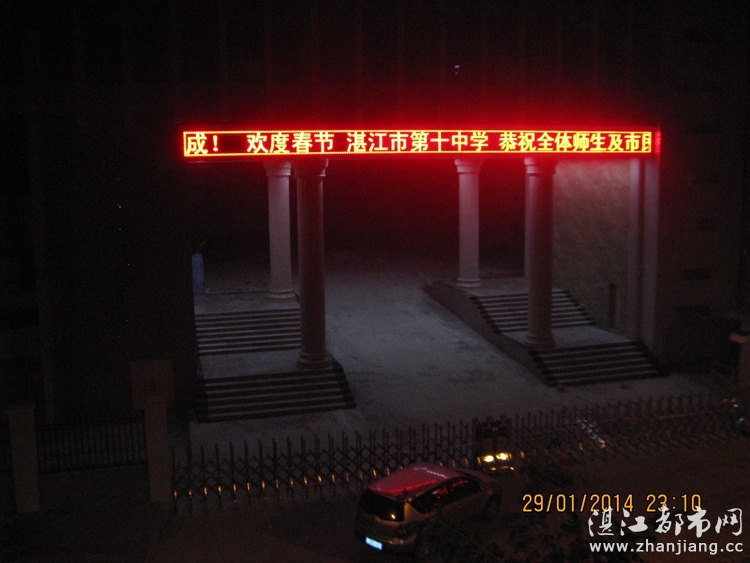 成！ 欢度春节 湛江市第十中学 恭祝全体师生及市
29/01/2014 23:10
湛江都市网
www.zhanjiang.cc